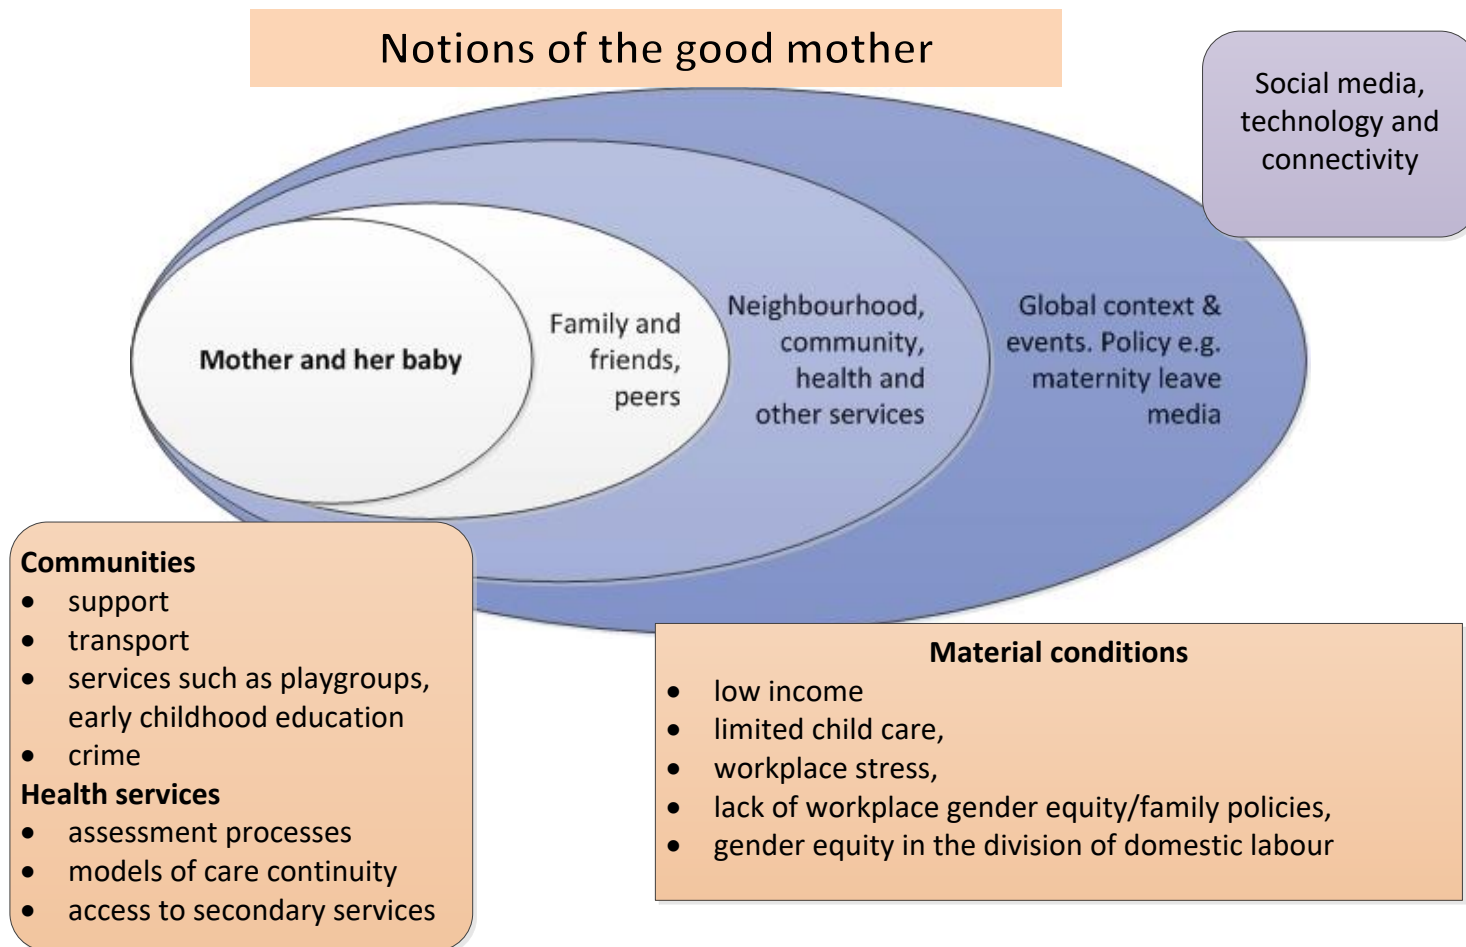 Notions of the good mother
Social media,
technology and
connectivity
Mother and her baby
Family and
friends,
peers
Neighbourhood,
community,
health and
other services
Global context &
events. Policy e.g.
maternity leave
media
Communities
• support
• transport
• services such as playgroups,
early childhood education
• crime
Health services
• assessment processes
• models of care continuity
• access to secondary services
Material conditions
• low income
• limited child care,
• workplace stress,
• lack of workplace gender equity/family policies,
• gender equity in the division of domestic labour